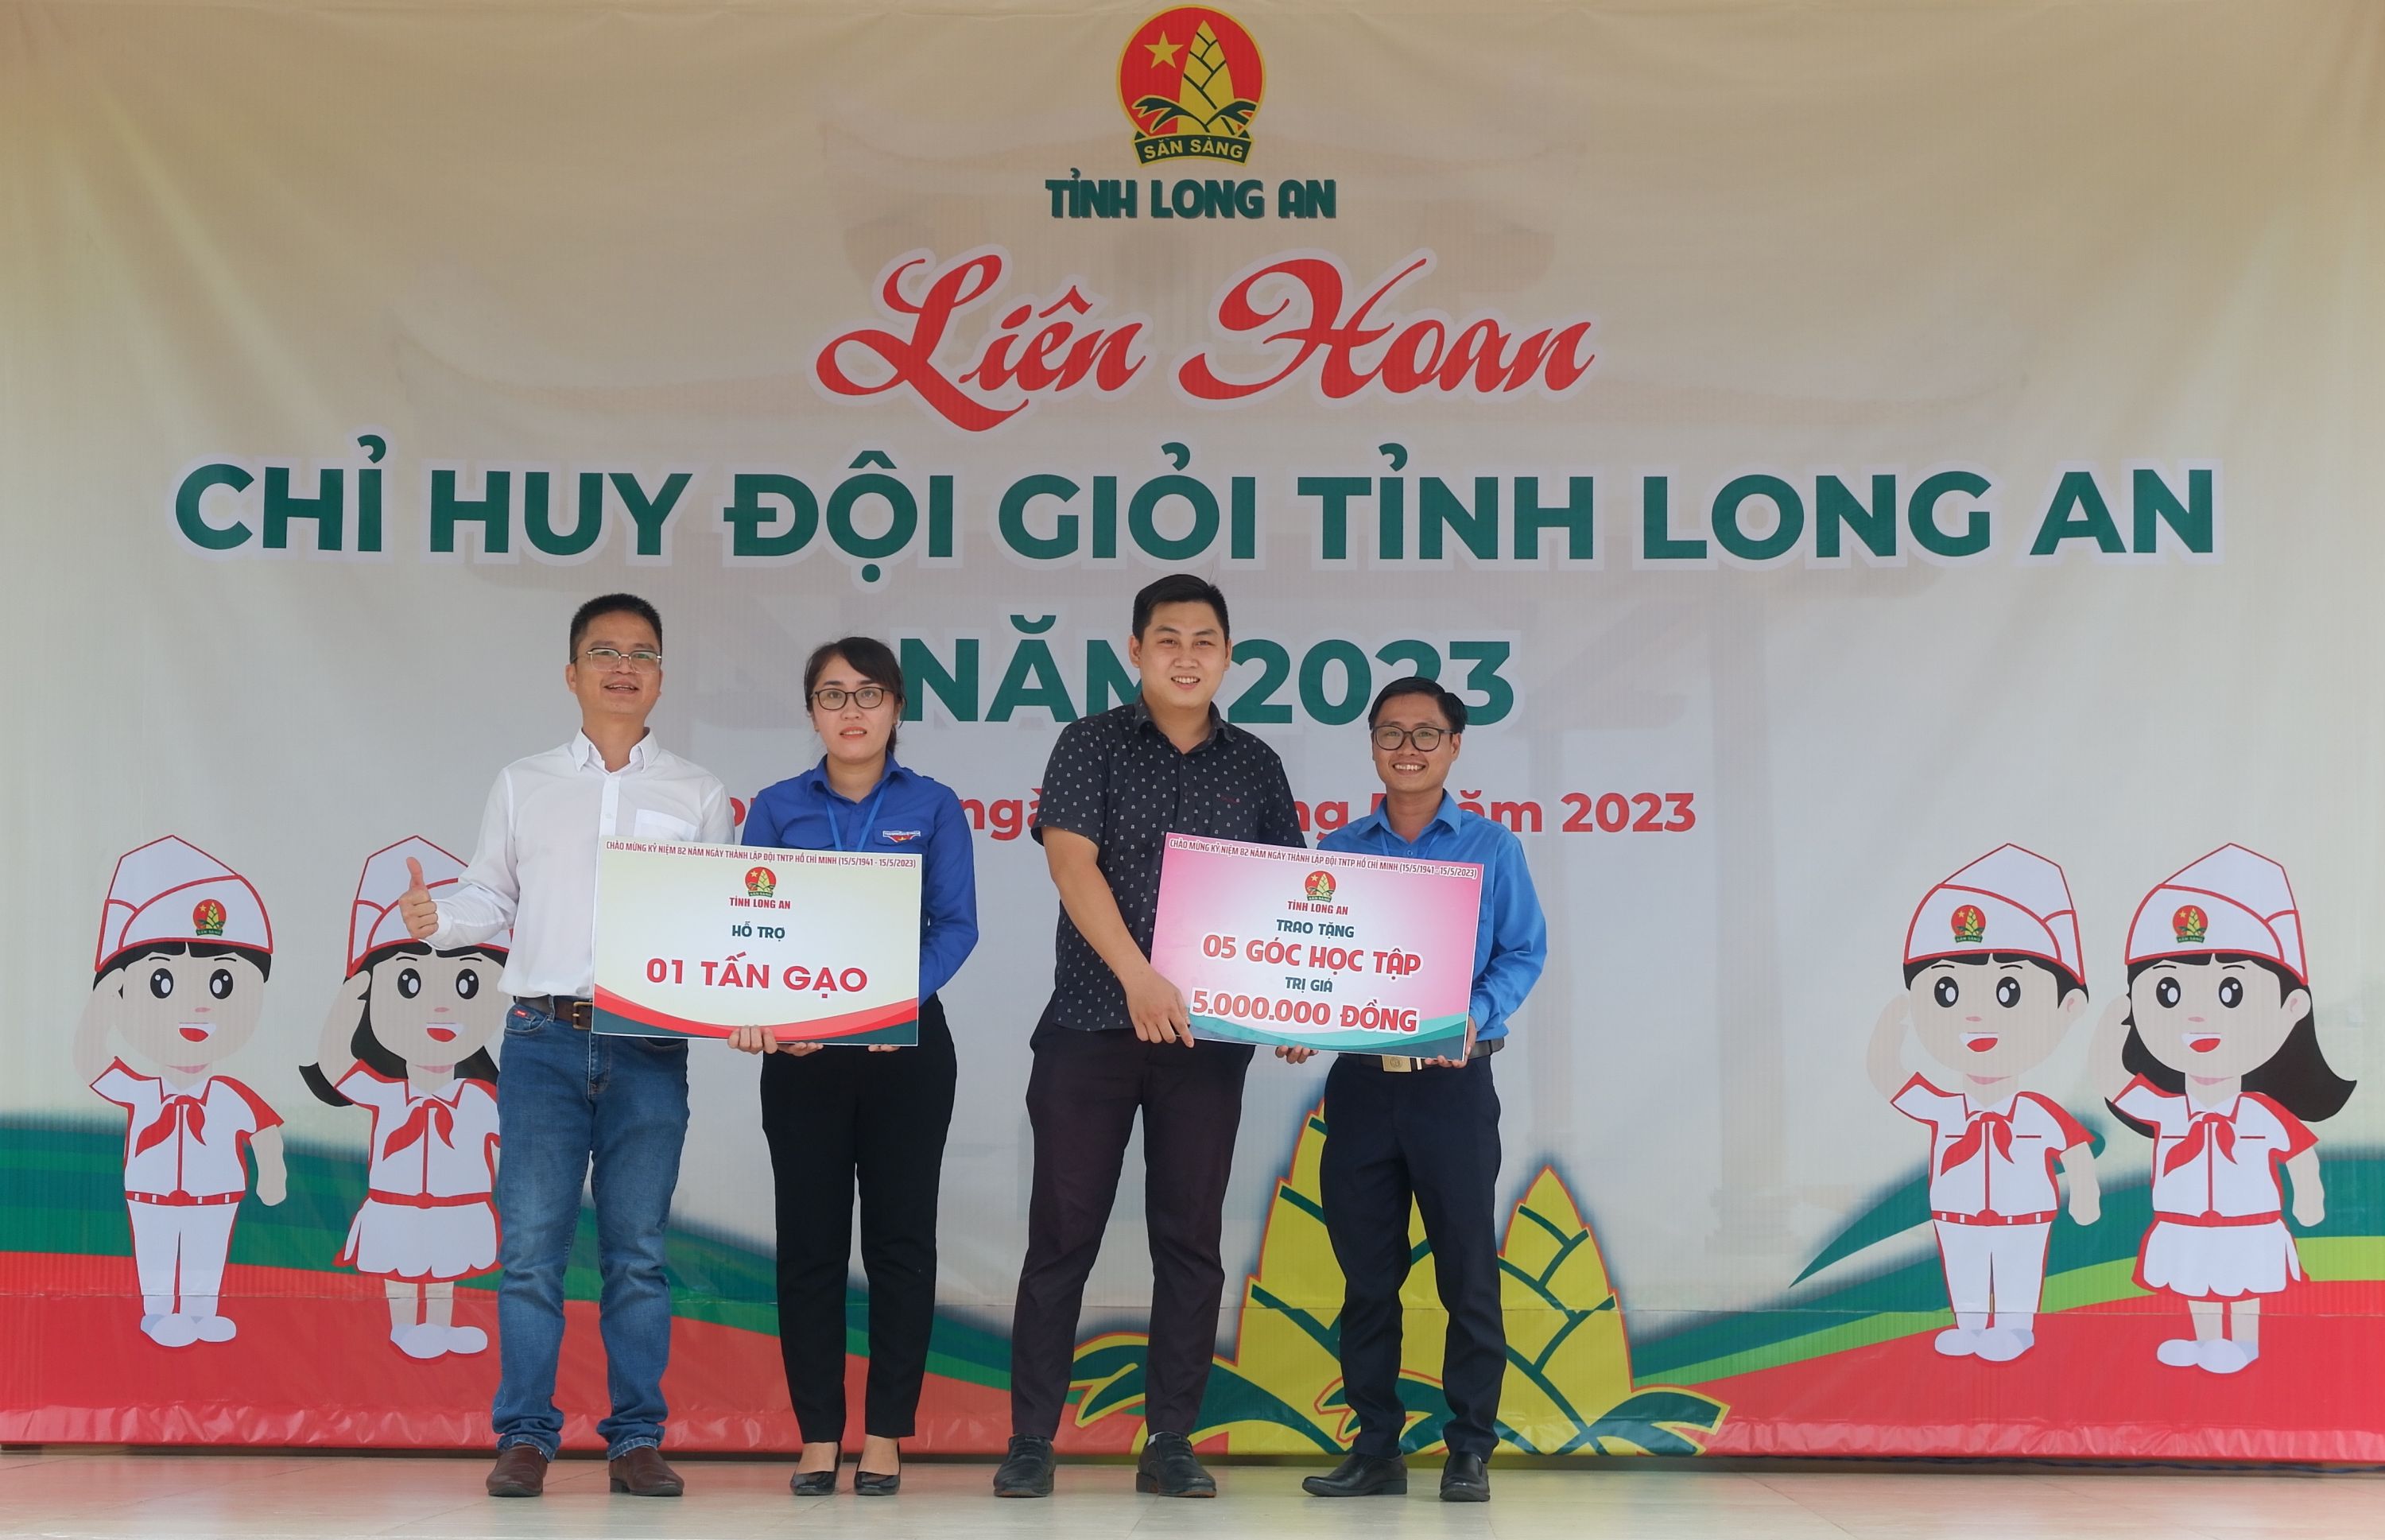 SẴN SÀNG
TỈNH LONG AN
Liên Hoan
CHỈ HUY ĐỘI GIỎI TỈNH LONG AN
NĂM 2023
năm 2023
CHÀO MỪNG KỶ NIỆM 82 NĂM NGÀY THÀNH LẬP ĐỘI TNTP HỒ CHÍ MINH (15/5/1941 - 15/5/2023)
TỈNH LONG AN
HỖ TRỢ
01 TẤN GẠO
CHÀO MỪNG KỶ NIỆM 82 NĂM NGÀY THÀNH LẬP ĐỘI TNTP HỒ CHÍ MINH (15/5/1941 - 15/5/2023)
TỈNH LONG AN
TRAO TẶNG
05 GÓC HỌC TẬP
TRỊ GIÁ
5.000.000 ĐỒNG